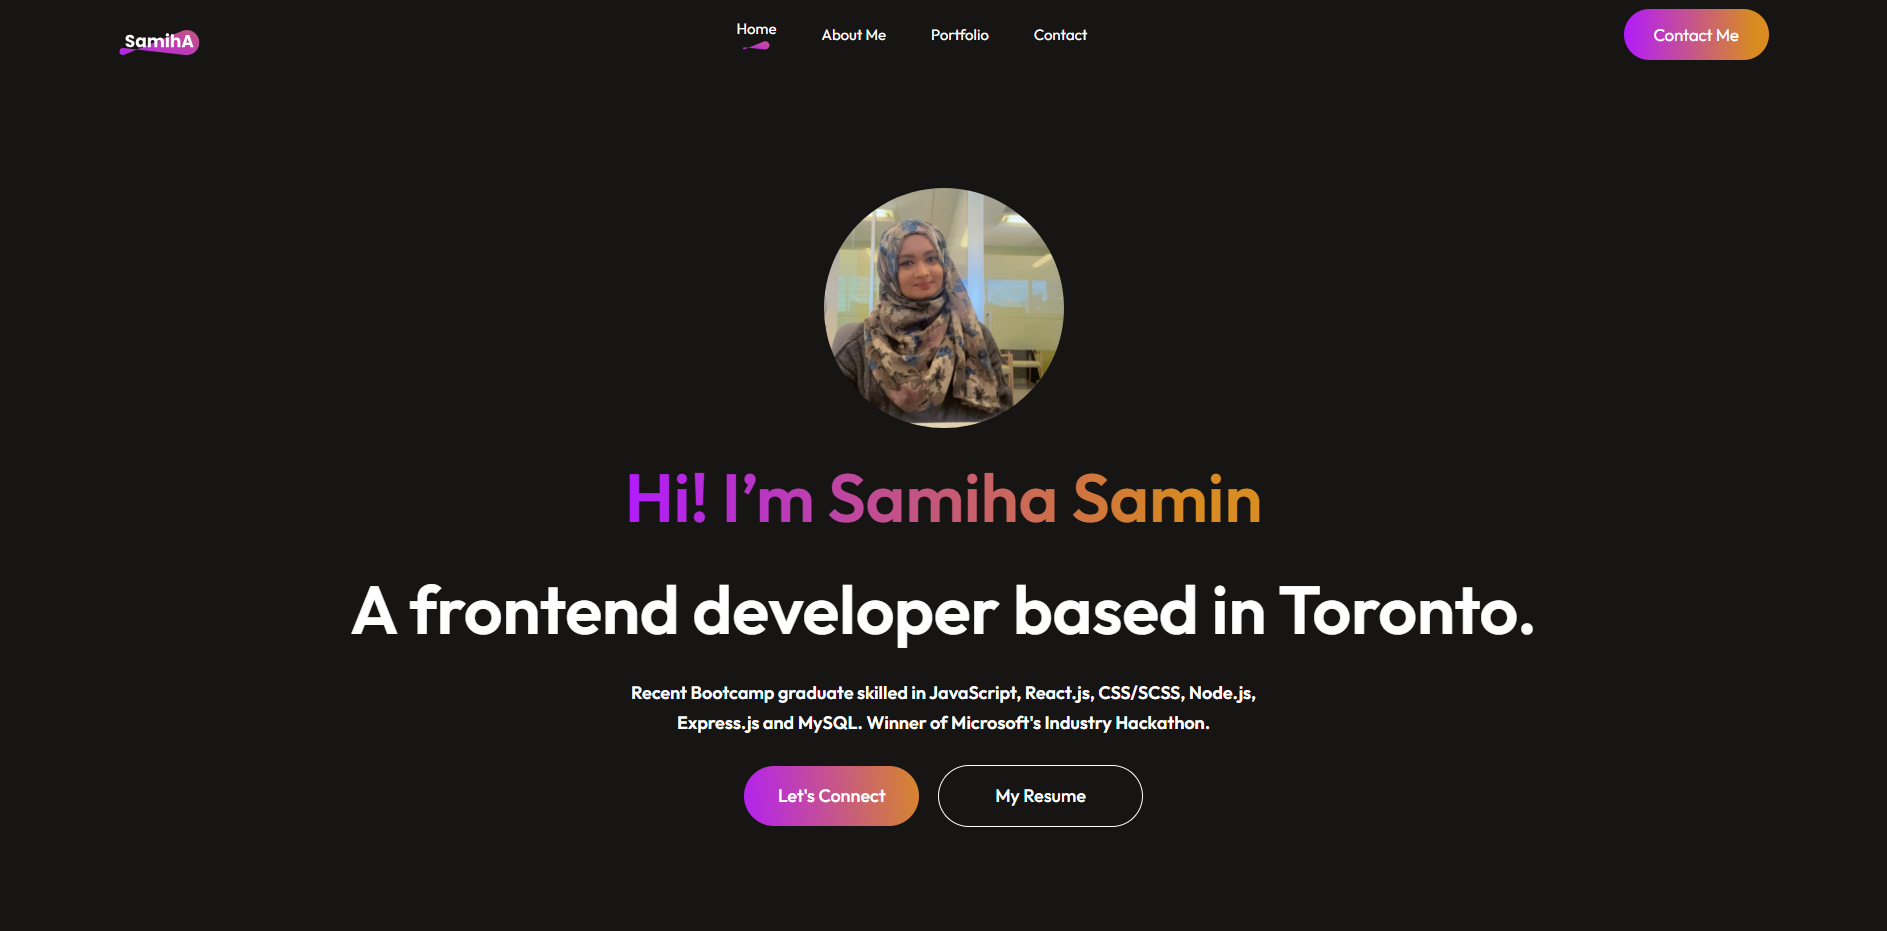 SamihA
Home
About Me
Portfolio
Contact
Contact Me
Hi! I’m Samiha Samin
A frontend developer based in Toronto.
Recent Bootcamp graduate skilled in JavaScript, React.js, CSS/SCSS, Node.js,
Express.js and MySQL. Winner of Microsoft's Industry Hackathon.
Let's Connect
My Resume